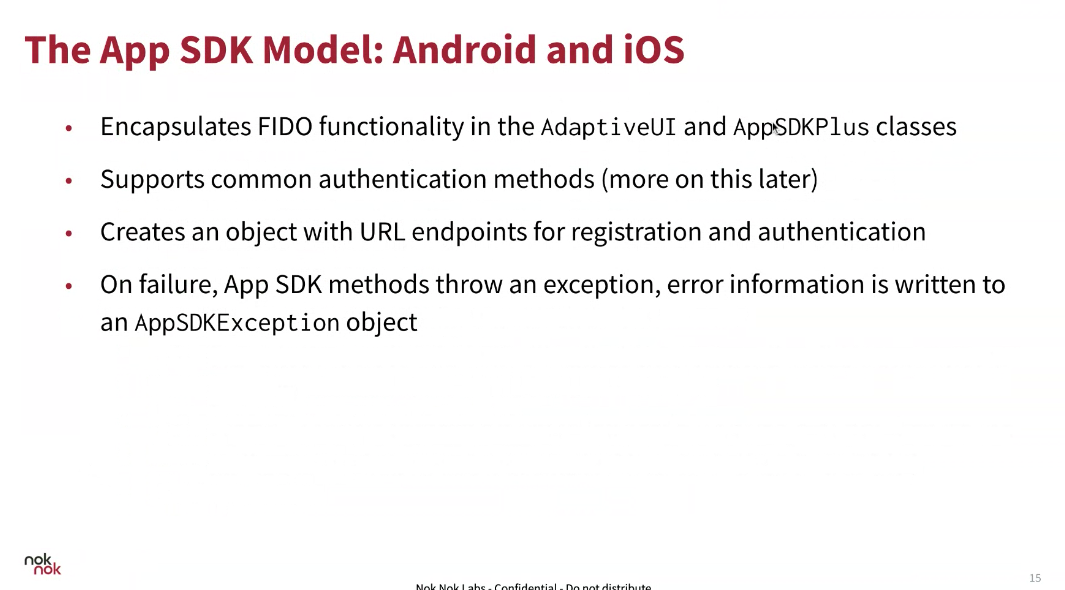 The App SDK Model: Android and iOS
• Encapsulates FIDO functionality in the AdaptiveUI and AppSDKPlus classes
• Supports common authentication methods (more on this later)
• Creates an object with URL endpoints for registration and authentication
• On failure, App SDK methods throw an exception, error information is written to
an AppSDKException object
nok
nok
Nok Nok Labs - Confidential - Do not distribute
15